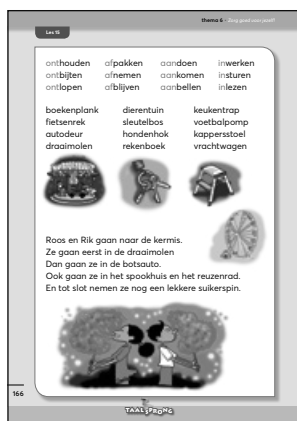 thema 6 • Zorg goed voor jezelf!
Les 15
onthouden afpakken aandoen inwerken
ontbijten afnemen aankomen insturen
ontlopen afblijven aanbellen inlezen
boekenplank dierentuin keukentrap
fietsenrek sleutelbos voetbalpomp
autodeur hondenhok kappersstoel
draaimolen rekenboek vrachtwagen
Roos en Rik gaan naar de kermis.
Ze gaan eerst in de draaimolen
Dan gaan ze in de botsauto.
Ook gaan ze in het spookhuis en het reuzenrad.
En tot slot nemen ze nog een lekkere suikerspin.
166
TAALSPRONG